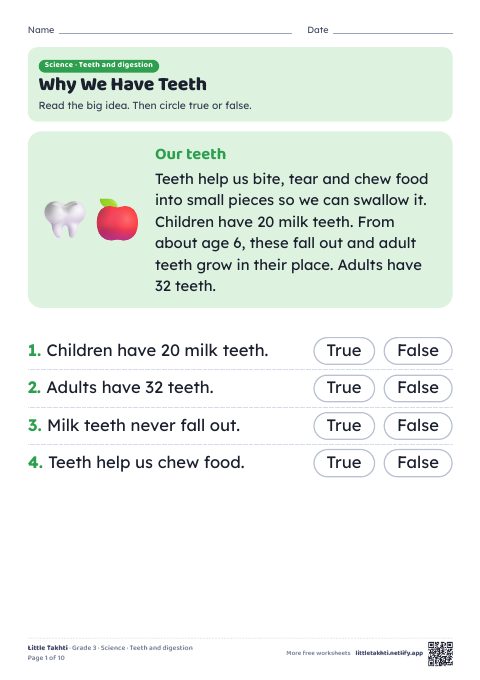 Name
Date
Science · Teeth and digestion
Why We Have Teeth
Read the big idea. Then circle true or false.
Our teeth
Teeth help us bite, tear and chew food
into small pieces so we can swallow it.
Children have 20 milk teeth. From
about age 6, these fall out and adult
teeth grow in their place. Adults have
32 teeth.
1. Children have 20 milk teeth. True False
2. Adults have 32 teeth. True False
3. Milk teeth never fall out. True False
4. Teeth help us chew food. True False
Little Takhti · Grade 3 · Science · Teeth and digestion
Page 1 of 10
More free worksheets littletakhti.netlify.app